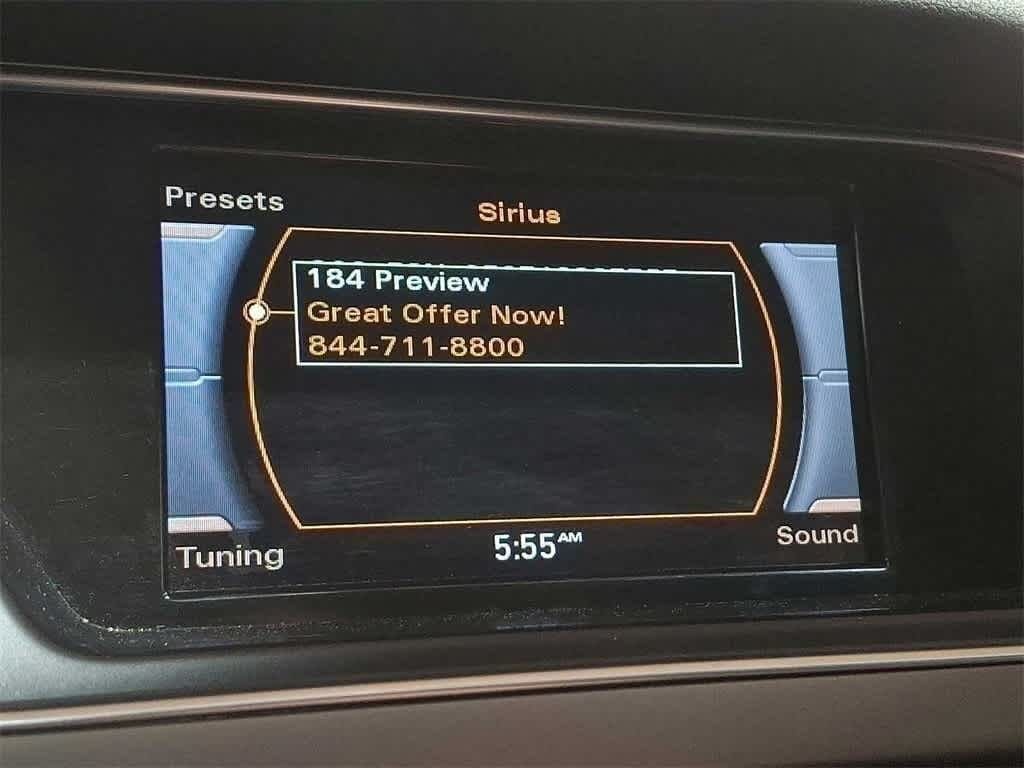 Presets
Sirius
184 Preview
Great Offer Now!
844-711-8800
Tuning
5:55AM
Sound